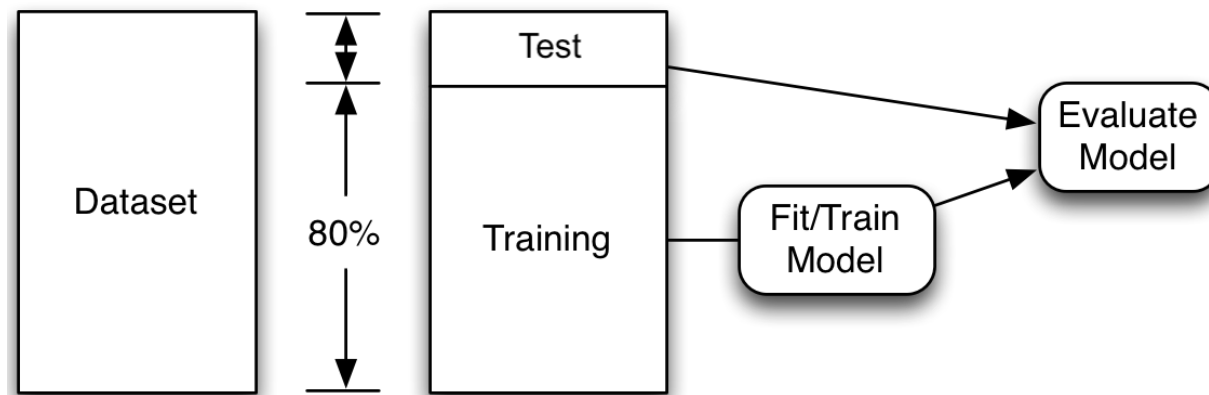 Dataset
80%
Test
Training
Fit/Train
Model
Evaluate
Model